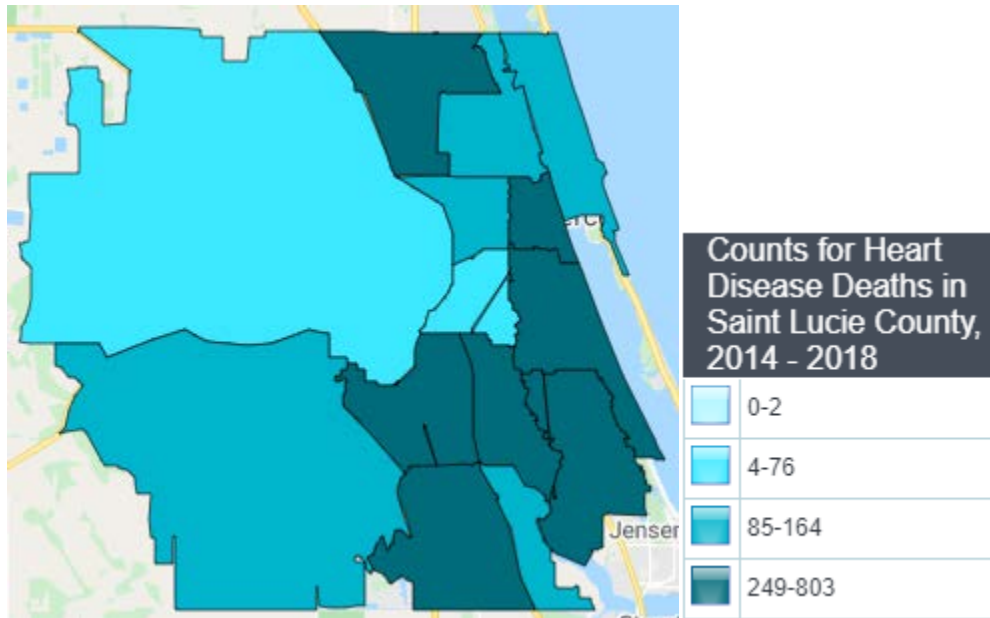 Counts for Heart
Disease Deaths in
Saint Lucie County,
2014 - 2018
0-2
4-76
85-164
249-803
Jensen